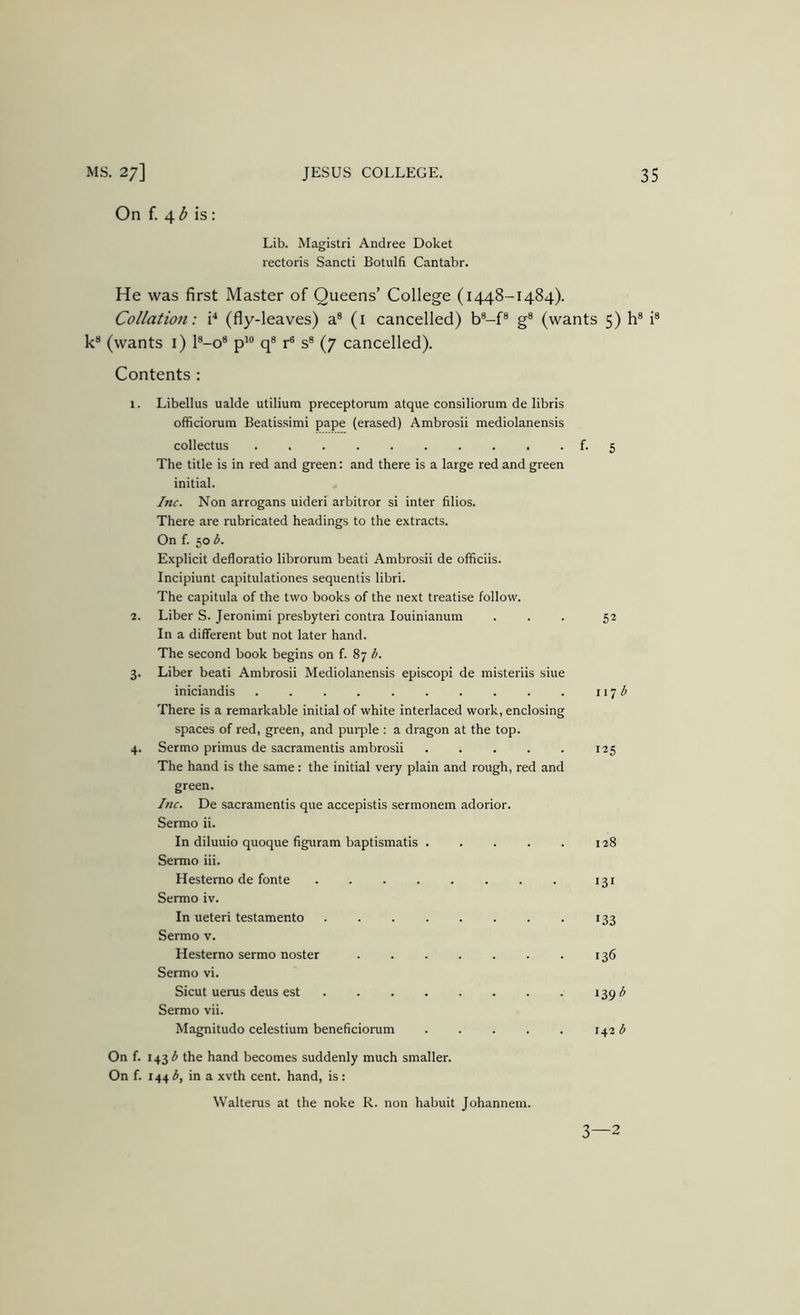 MS. 27] JESUS COLLEGE. 35
On f. 4 b is:
Lib. Magistri Andree Doket
rectoris Sancti Botulfi Cantabr.
He was first Master of Queens' College (1448–1484).
Collation: i⁴ (fly-leaves) a⁸ (1 cancelled) b⁸–f⁸ g⁸ (wants 5) h⁸ i⁸
k⁸ (wants 1) l⁸–o⁸ p¹⁰ q⁸ r⁶ s⁸ (7 cancelled).
Contents:
1. Libellus ualde utilium preceptorum atque consiliorum de libris
officiorum Beatissimi pape (erased) Ambrosii mediolanensis
collectus . . . . . . . . . . f. 5
The title is in red and green: and there is a large red and green
initial.
Inc. Non arrogans uideri arbitror si inter filios.
There are rubricated headings to the extracts.
On f. 50 b.
Explicit defloratio librorum beati Ambrosii de officiis.
Incipiunt capitulationes sequentis libri.
The capitula of the two books of the next treatise follow.
2. Liber S. Jeronimi presbyteri contra Iouinianum . . . 52
In a different but not later hand.
The second book begins on f. 87 b.
3. Liber beati Ambrosii Mediolanensis episcopi de misteriis siue
iniciandis . . . . . . . . . . 117 b
There is a remarkable initial of white interlaced work, enclosing
spaces of red, green, and purple : a dragon at the top.
4. Sermo primus de sacramentis ambrosii . . . . . 125
The hand is the same: the initial very plain and rough, red and
green.
Inc. De sacramentis que accepistis sermonem adorior.
Sermo ii.
In diluuio quoque figuram baptismatis . . . . . 128
Sermo iii.
Hesterno de fonte . . . . . . . . 131
Sermo iv.
In ueteri testamento . . . . . . . . 133
Sermo v.
Hesterno sermo noster . . . . . . . 136
Sermo vi.
Sicut uerus deus est . . . . . . . . 139 b
Sermo vii.
Magnitudo celestium beneficiorum . . . . . 142 b
On f. 143 b the hand becomes suddenly much smaller.
On f. 144 b, in a xvth cent. hand, is:
Walterus at the noke R. non habuit Johannem.
3—2